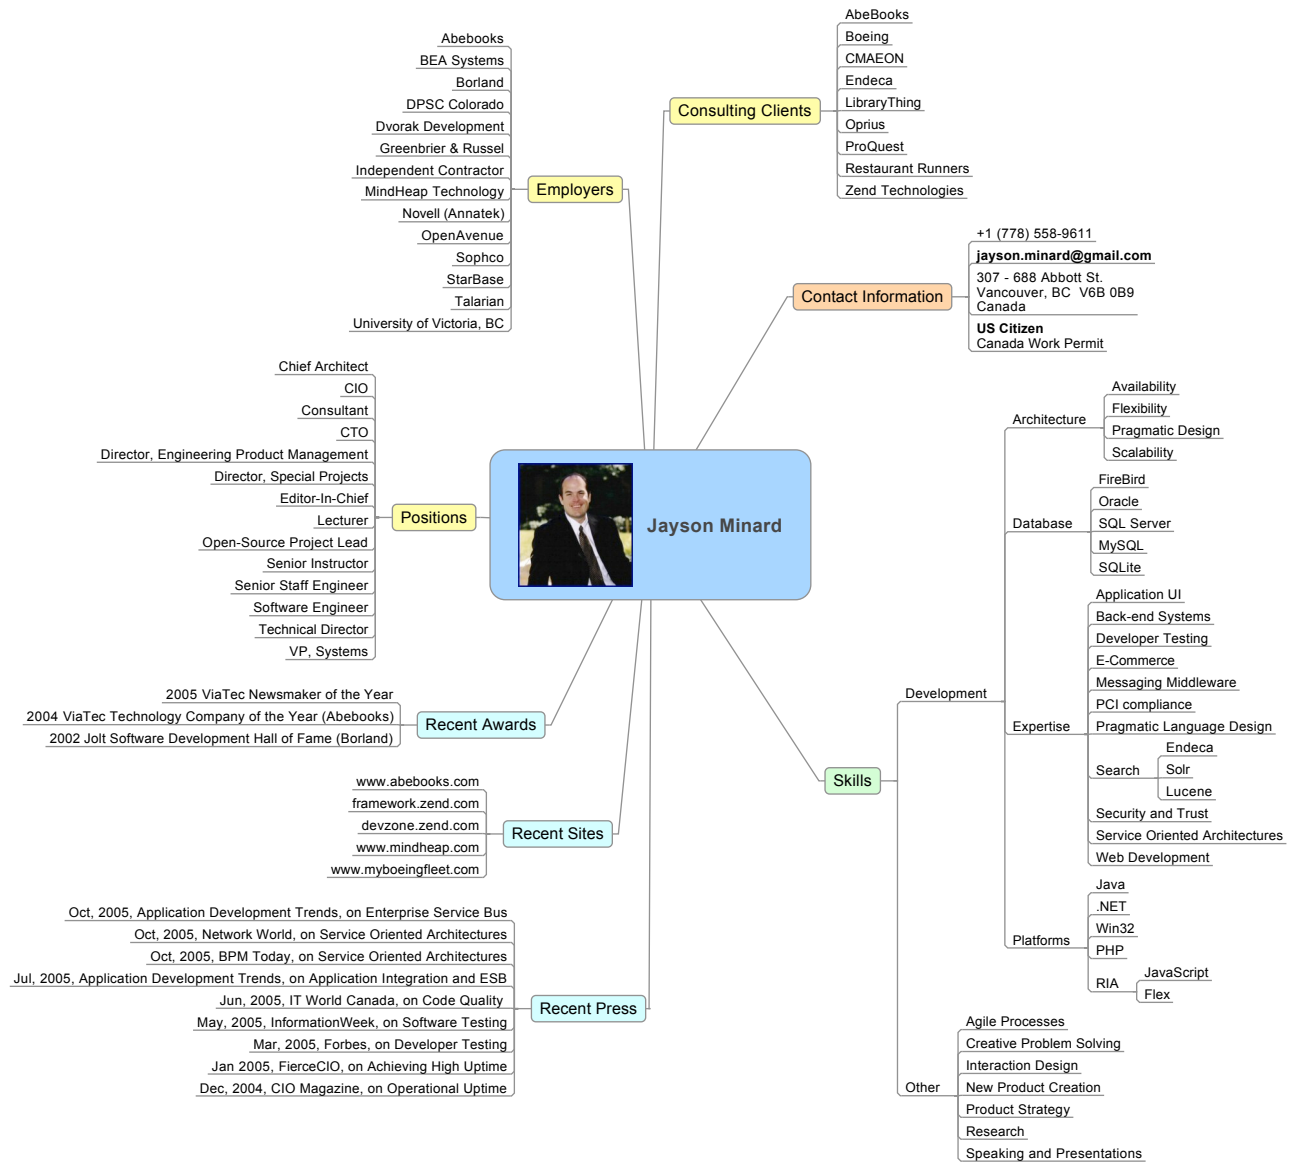 Jayson Minard
Employers
Abebooks
BEA Systems
Borland
DPSC Colorado
Dvorak Development
Greenbrier & Russel
Independent Contractor
MindHeap Technology
Novell (Annatek)
OpenAvenue
Sophco
StarBase
Talarian
University of Victoria, BC
Positions
Chief Architect
CIO
Consultant
CTO
Director, Engineering Product Management
Director, Special Projects
Editor-In-Chief
Lecturer
Open-Source Project Lead
Senior Instructor
Senior Staff Engineer
Software Engineer
Technical Director
VP, Systems
Recent Awards
2005 ViaTec Newsmaker of the Year
2004 ViaTec Technology Company of the Year (Abebooks)
2002 Jolt Software Development Hall of Fame (Borland)
Recent Sites
www.abebooks.com
framework.zend.com
devzone.zend.com
www.mindheap.com
www.myboeingfleet.com
Recent Press
Oct, 2005, Application Development Trends, on Enterprise Service Bus
Oct, 2005, Network World, on Service Oriented Architectures
Oct, 2005, BPM Today, on Service Oriented Architectures
Jul, 2005, Application Development Trends, on Application Integration and ESB
Jun, 2005, IT World Canada, on Code Quality
May, 2005, InformationWeek, on Software Testing
Mar, 2005, Forbes, on Developer Testing
Jan 2005, FierceCIO, on Achieving High Uptime
Dec, 2004, CIO Magazine, on Operational Uptime
Consulting Clients
AbeBooks
Boeing
CMAEON
Endeca
LibraryThing
Oprius
ProQuest
Restaurant Runners
Zend Technologies
Contact Information
+1 (778) 558-9611
jayson.minard@gmail.com
307 - 688 Abbott St.
Vancouver, BC  V6B 0B9
Canada
US Citizen
Canada Work Permit
Skills
Development
Architecture
Availability
Flexibility
Pragmatic Design
Scalability
Database
FireBird
Oracle
SQL Server
MySQL
SQLite
Expertise
Application UI
Back-end Systems
Developer Testing
E-Commerce
Messaging Middleware
PCI compliance
Pragmatic Language Design
Search
Endeca
Solr
Lucene
Security and Trust
Service Oriented Architectures
Web Development
Platforms
Java
.NET
Win32
PHP
RIA
JavaScript
Flex
Other
Agile Processes
Creative Problem Solving
Interaction Design
New Product Creation
Product Strategy
Research
Speaking and Presentations